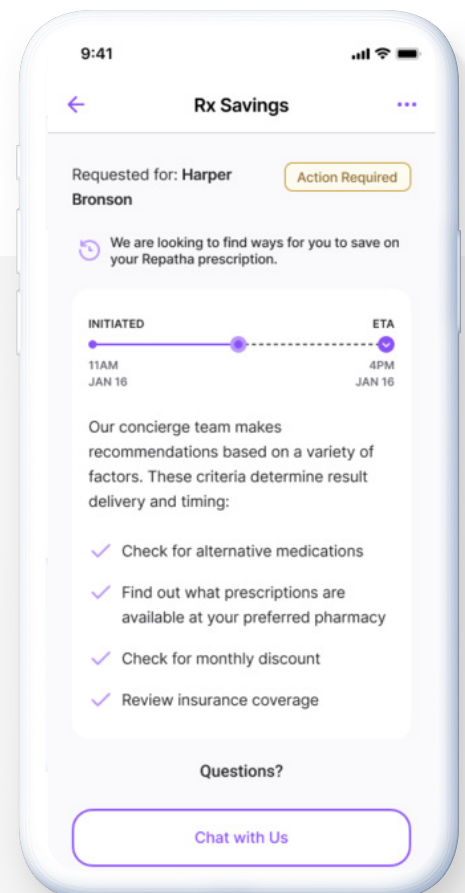 9:41
Rx Savings
Requested for: Harper
Bronson
Action Required
We are looking to find ways for you to save on
your Repatha prescription.
INITIATED
ETA
11AM
JAN 16
4PM
JAN 16
Our concierge team makes
recommendations based on a variety of
factors. These criteria determine result
delivery and timing:
Check for alternative medications
Find out what prescriptions are
available at your preferred pharmacy
Check for monthly discount
Review insurance coverage
Questions?
Chat with Us